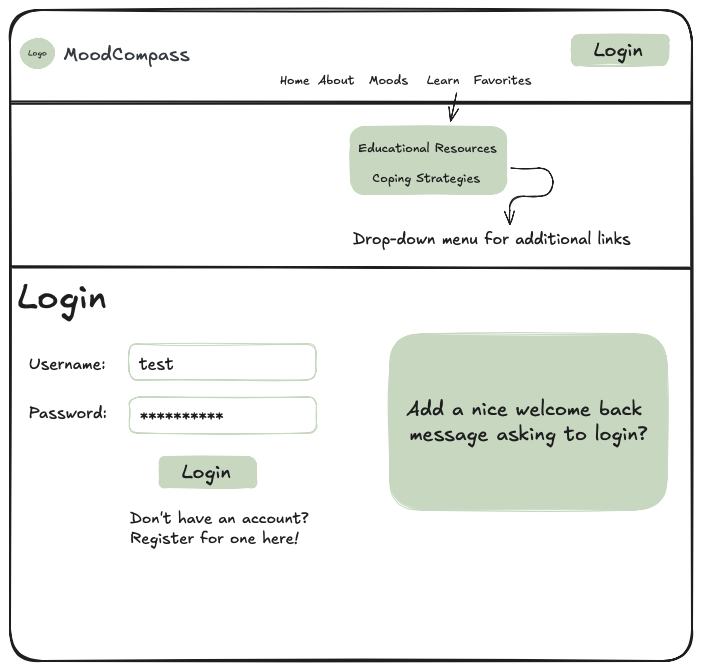 Logo
MoodCompass
Login
Home About Moods Learn Favorites
Educational Resources
Coping Strategies
Drop-down menu for additional links
Login
Username: test
Password: **********
Login
Don't have an account?
Register for one here!
Add a nice welcome back
message asking to login?